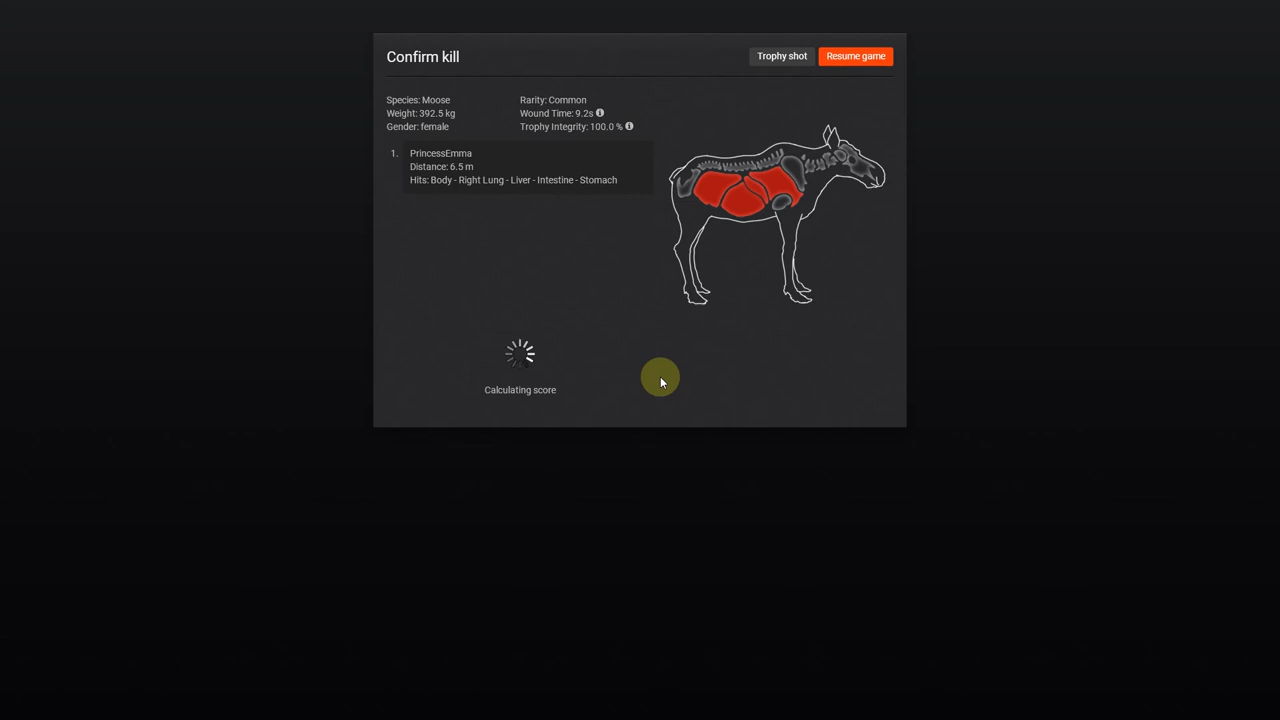 Confirm kill
Trophy shot
Resume game
Species: Moose
Weight: 392.5 kg
Gender: female
Rarity: Common
Wound Time: 9.2s
Trophy Integrity: 100.0 %
1.
PrincessEmma
Distance: 6.5 m
Hits: Body - Right Lung - Liver - Intestine - Stomach
Calculating score